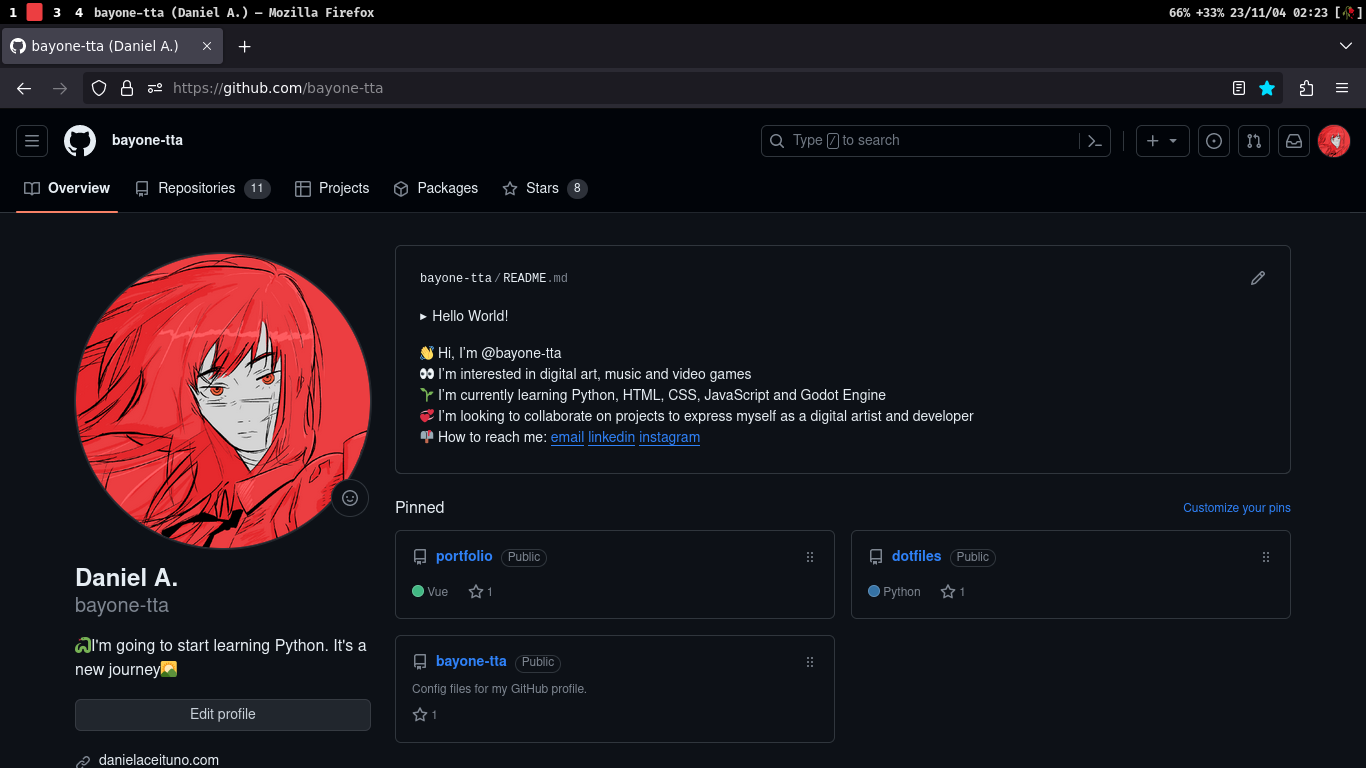 1 3 4 bayone-tta (Daniel A.) — Mozilla Firefox 66% +33% 23/11/04 02:23 [🥀]
bayone-tta (Daniel A.)
https://github.com/bayone-tta
bayone-tta
Type / to search
Overview Repositories 11 Projects Packages Stars 8
bayone-tta/README.md
▸ Hello World!
👋 Hi, I'm @bayone-tta
👀 I'm interested in digital art, music and video games
🌱 I'm currently learning Python, HTML, CSS, JavaScript and Godot Engine
💞 I'm looking to collaborate on projects to express myself as a digital artist and developer
📬 How to reach me: email linkedin instagram
Pinned Customize your pins
portfolio Public
Vue 1
dotfiles Public
Python 1
bayone-tta Public
Config files for my GitHub profile.
1
Daniel A.
bayone-tta
🐍I'm going to start learning Python. It's a
new journey🌄
Edit profile
danielaceituno.com